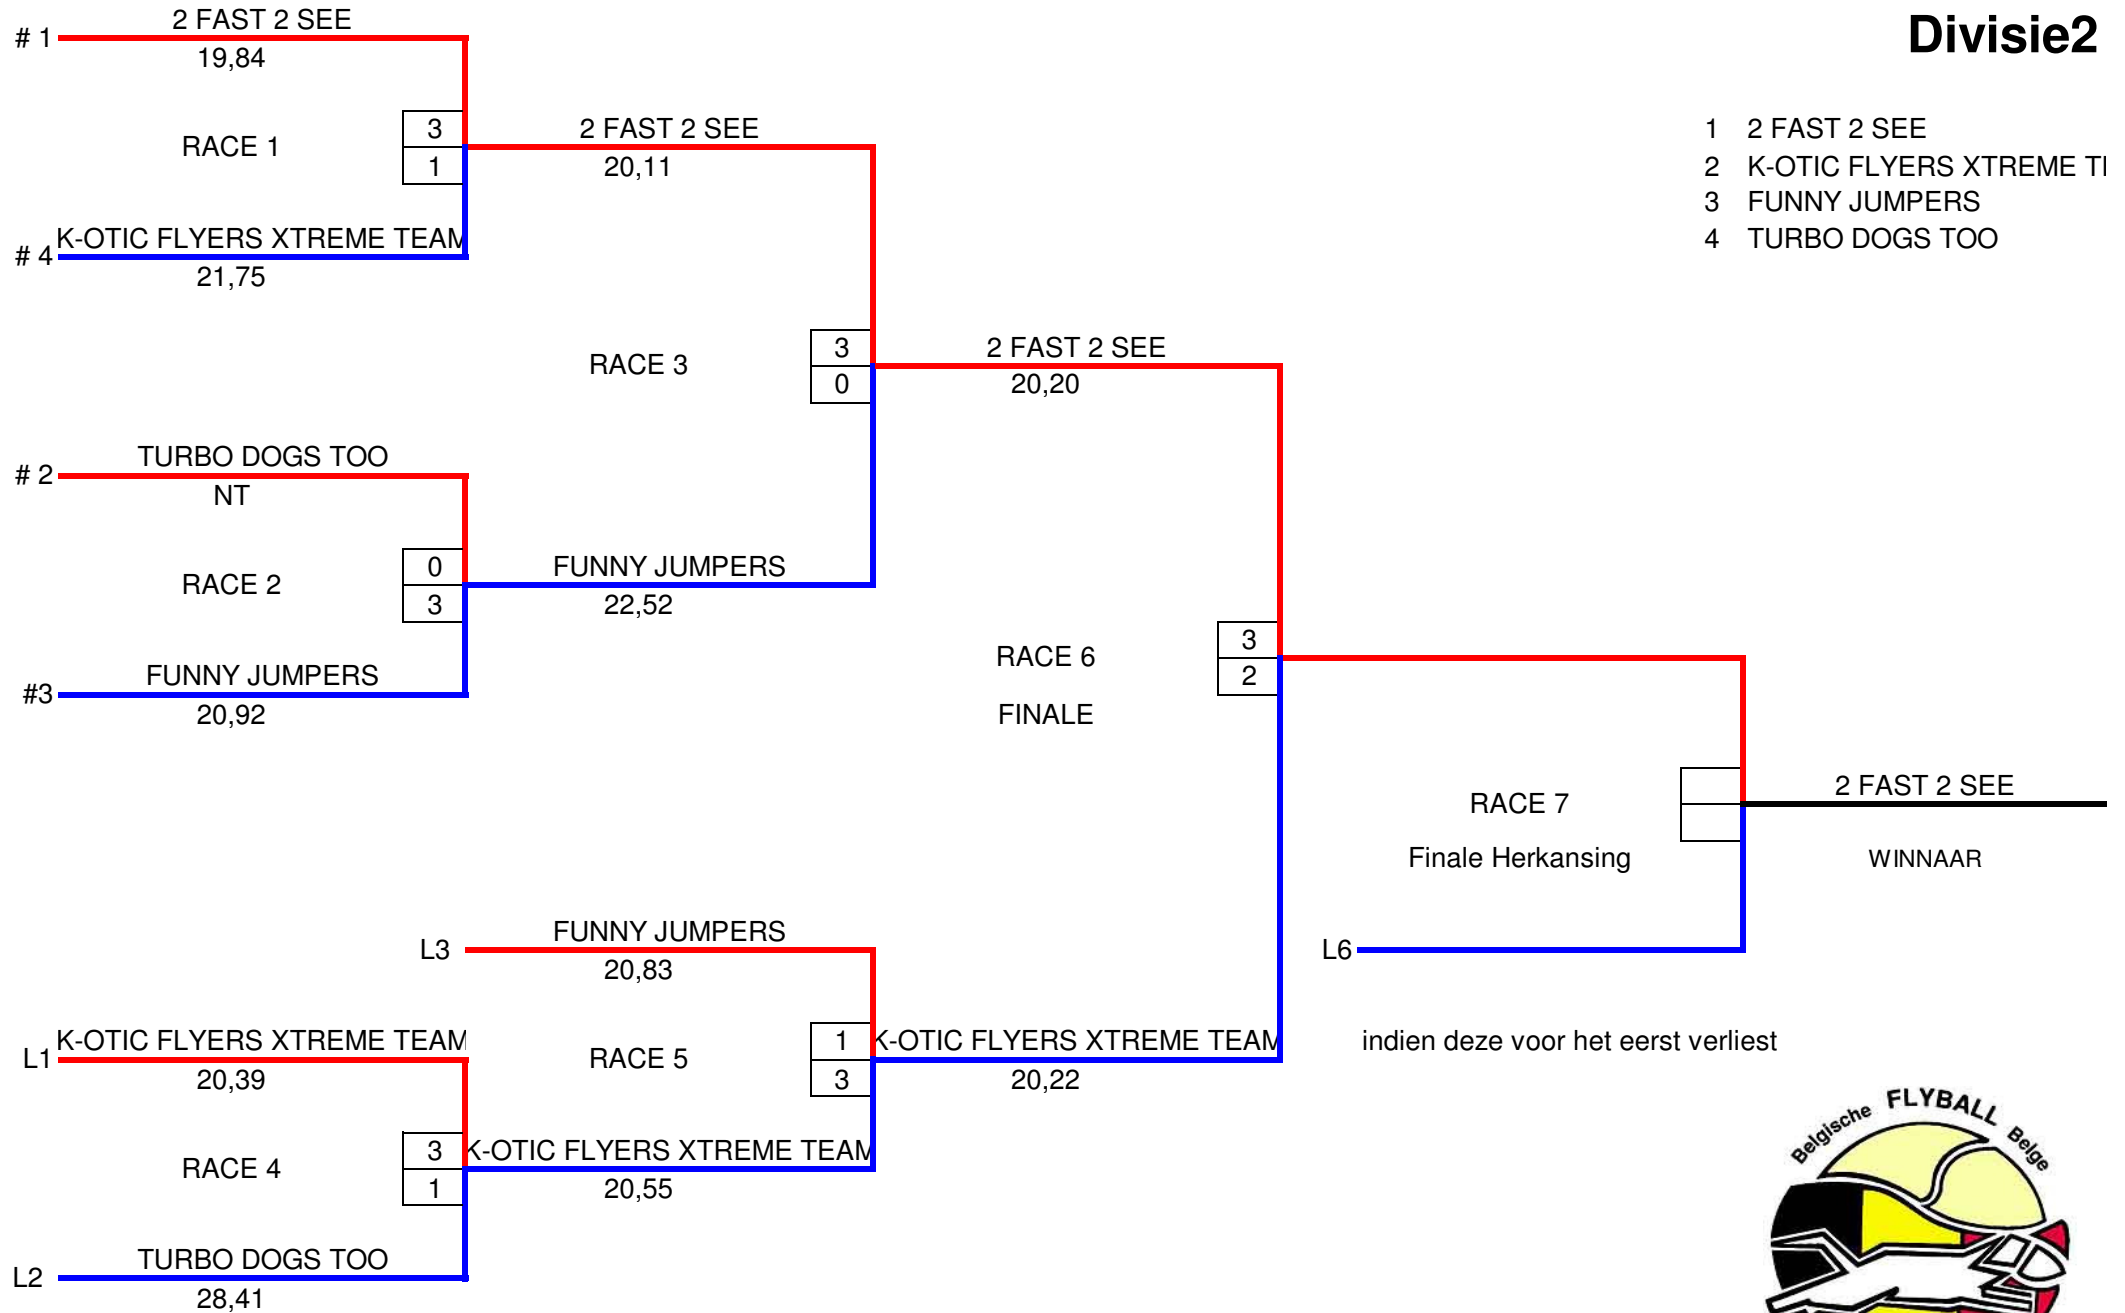 Divisie2
1 2 FAST 2 SEE
2 K-OTIC FLYERS XTREME
3 FUNNY JUMPERS
4 TURBO DOGS TOO
# 1 2 FAST 2 SEE
19,84
RACE 1
3
1
# 4 K-OTIC FLYERS XTREME TEAM
21,75
2 FAST 2 SEE
20,11
RACE 3
3
0
# 2 TURBO DOGS TOO
NT
RACE 2
0
3
#3 FUNNY JUMPERS
20,92
FUNNY JUMPERS
22,52
2 FAST 2 SEE
20,20
RACE 6
FINALE
3
2
RACE 7
Finale Herkansing
2 FAST 2 SEE
WINNAAR
L6
indien deze voor het eerst verliest
L3 FUNNY JUMPERS
20,83
RACE 5
1
3
K-OTIC FLYERS XTREME TEAM
20,22
L1 K-OTIC FLYERS XTREME TEAM
20,39
RACE 4
3
1
K-OTIC FLYERS XTREME TEAM
20,55
L2 TURBO DOGS TOO
28,41
Belgische FLYBALL Belge